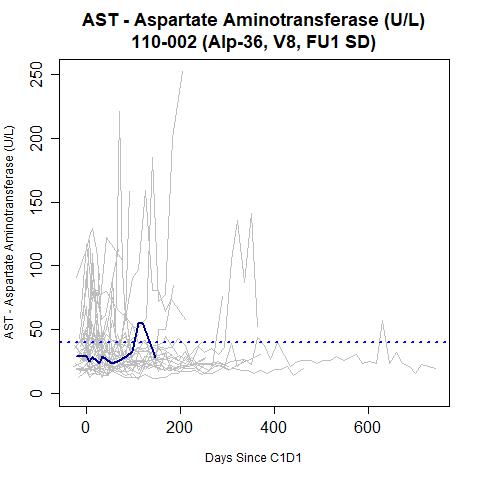 AST - Aspartate Aminotransferase (U/L)
110-002 (Alp-36, V8, FU1 SD)
AST - Aspartate Aminotransferase (U/L)
250
200
150
100
50
0
0 200 400 600
Days Since C1D1